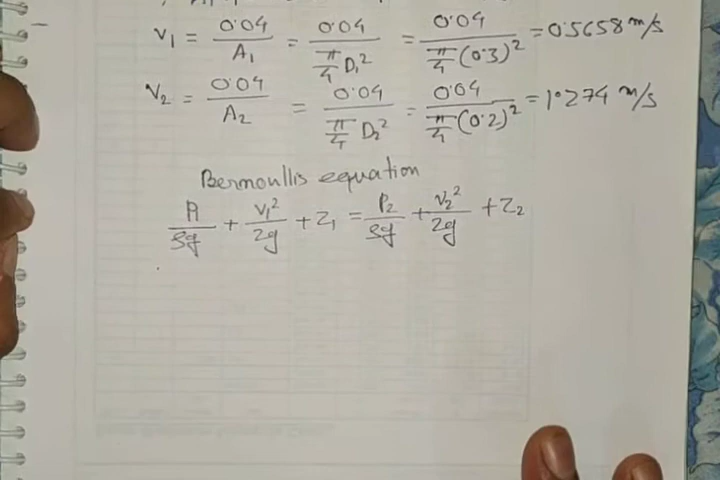 V₁ = 0.04/A₁ = 0.04/(π/4 D₁²) = 0.04/(π/4 (0.3)²) = 0.5658 m/s
V₂ = 0.04/A₂ = 0.04/(π/4 D₂²) = 0.04/(π/4 (0.2)²) = 1.274 m/s
Bernoullis equation
P₁/ρg + V₁²/2g + Z₁ = P₂/ρg + V₂²/2g + Z₂